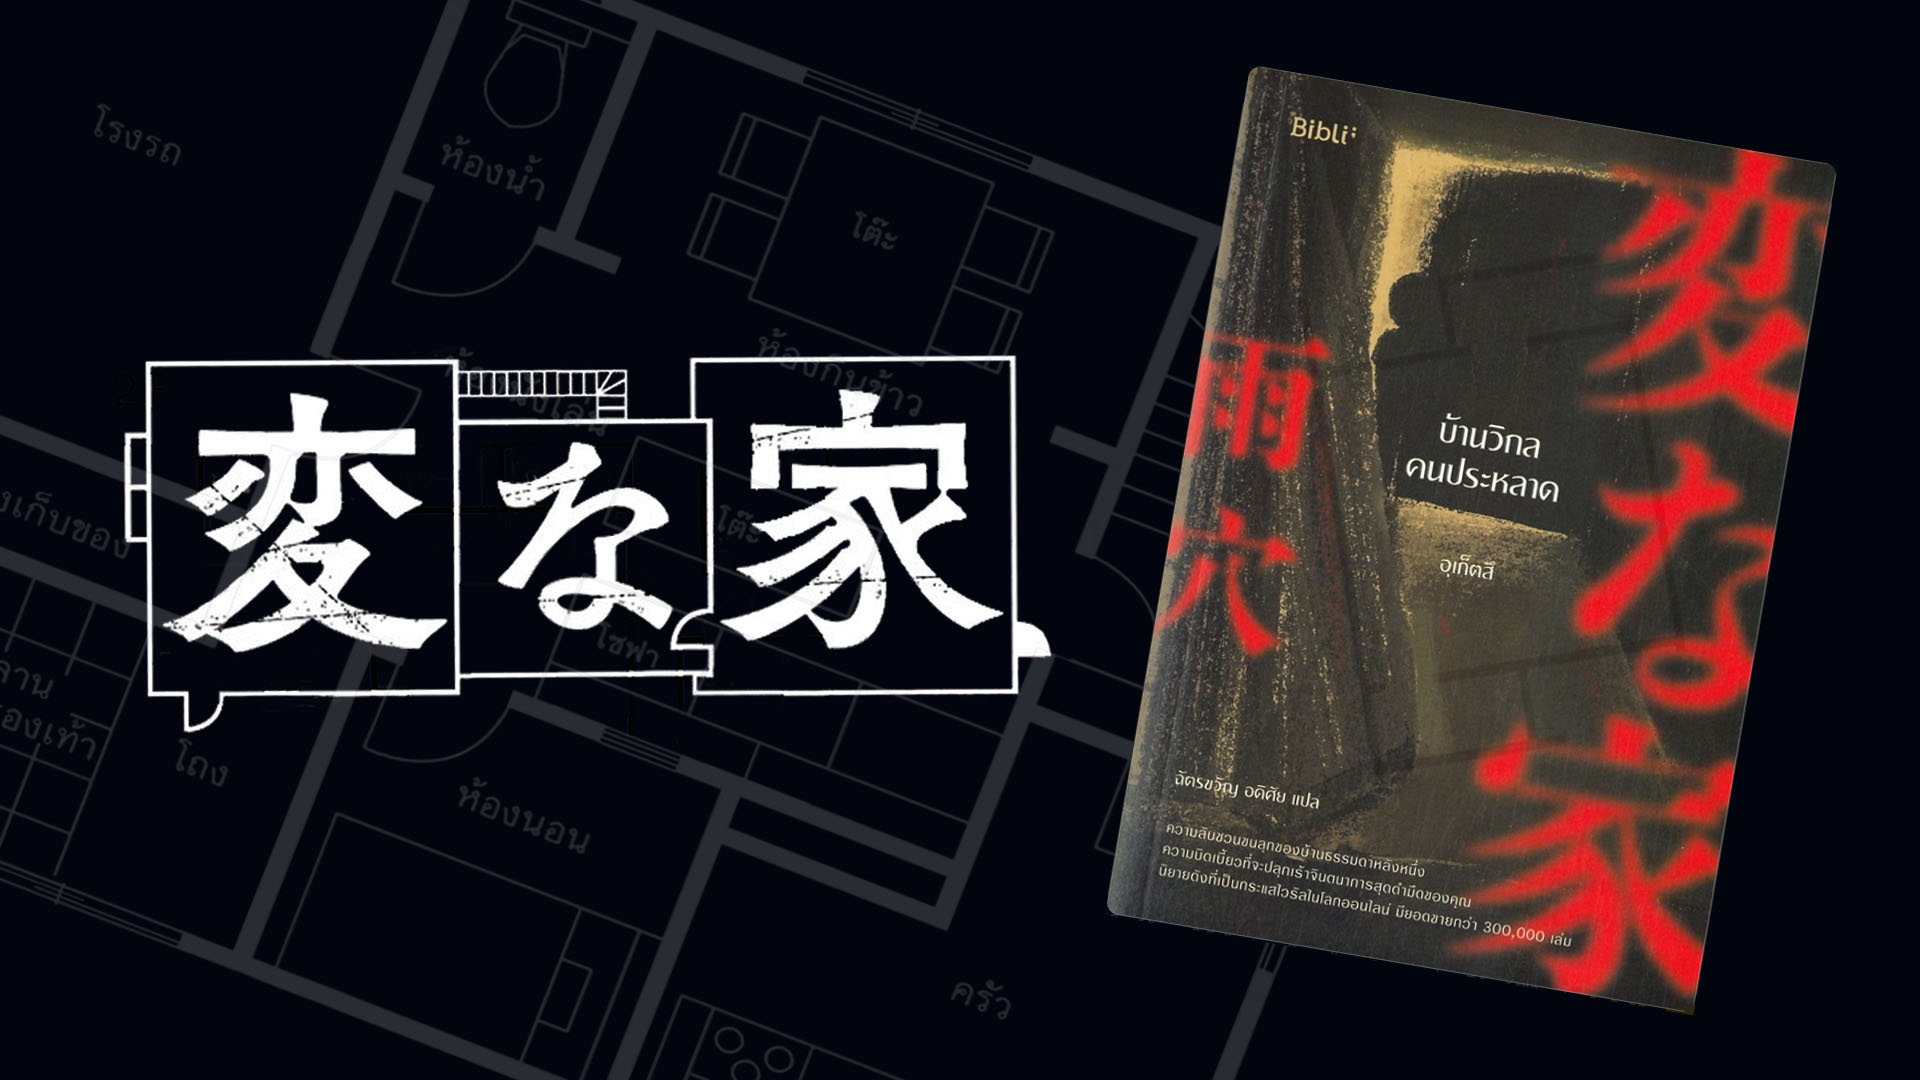 โรงรถ
ห้องน้ำ
โต๊ะ
ห้องกินข้าว
โต๊ะ
โซฟา
โถง
ห้องนอน
ครัว
変な家
Bibli;
変な家
雨穴
บ้านวิกล
คนประหลาด
อุเก็ตสึ
ฉัตรขวัญ อดิศัย แปล
ความลับชวนขนลุกของบ้านธรรมดาหลังหนึ่ง
ความบิดเบี้ยวที่จะปลุกเร้าจินตนาการสุดดำมืดของคุณ
นิยายดังที่เป็นกระแสไวรัลในโลกออนไลน์ มียอดขายกว่า 300,000 เล่ม